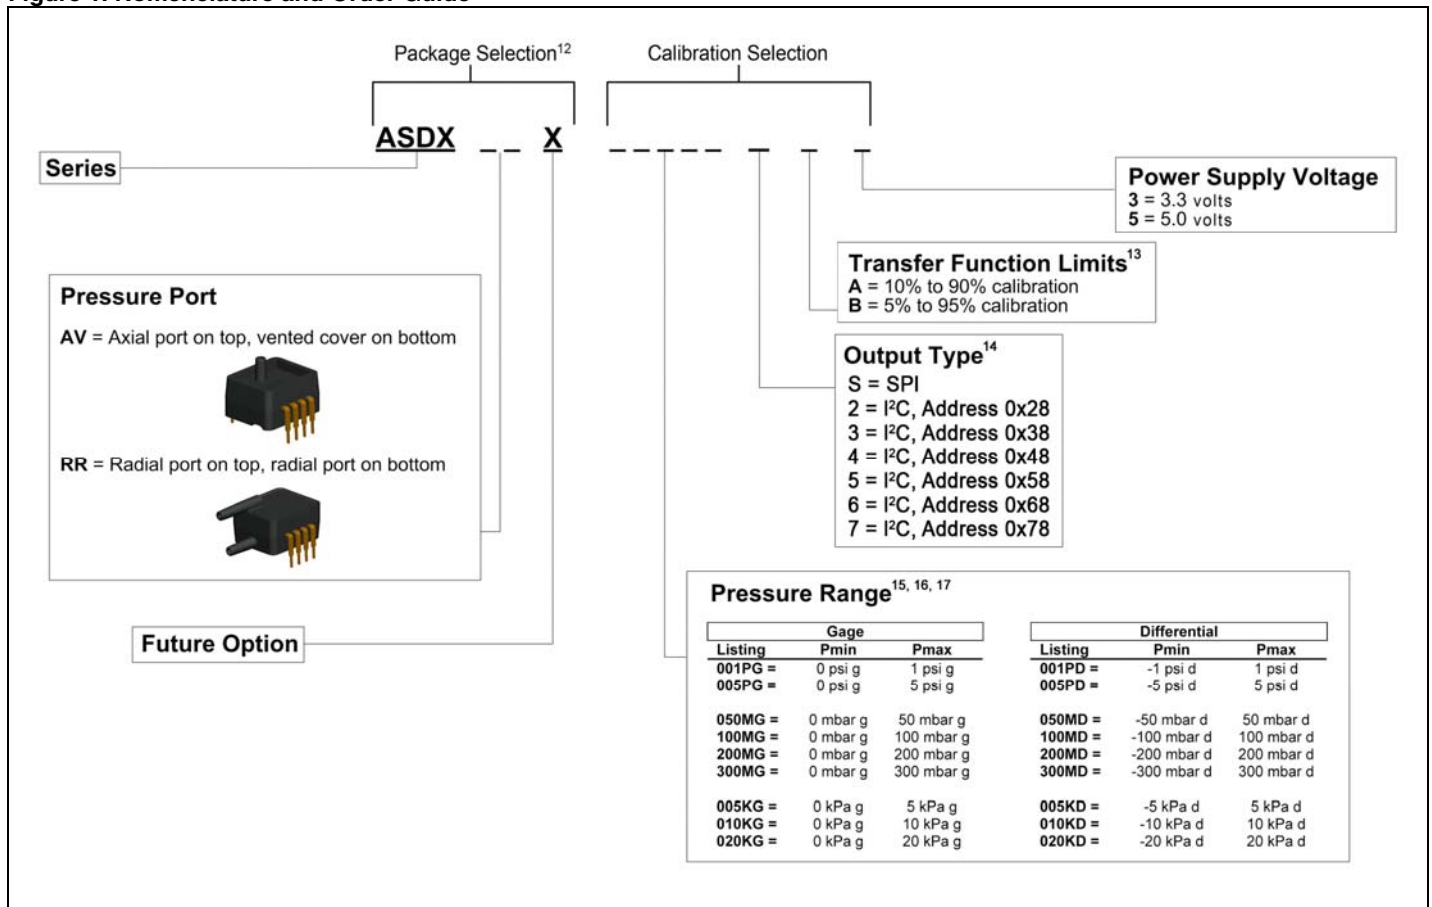 Figure 1. Nomenclature and Order Guide
Package Selection12
Calibration Selection
ASDX _ _ X _ _ _ _ _ _ _ _
Series
Power Supply Voltage
3 = 3.3 volts
5 = 5.0 volts
Transfer Function Limits13
A = 10% to 90% calibration
B = 5% to 95% calibration
Pressure Port
AV = Axial port on top, vented cover on bottom
RR = Radial port on top, radial port on bottom
Output Type14
S = SPI
2 = I²C, Address 0x28
3 = I²C, Address 0x38
4 = I²C, Address 0x48
5 = I²C, Address 0x58
6 = I²C, Address 0x68
7 = I²C, Address 0x78
Future Option
Pressure Range15, 16, 17
Gage
Listing Pmin Pmax
001PG = 0 psi g 1 psi g
005PG = 0 psi g 5 psi g
050MG = 0 mbar g 50 mbar g
100MG = 0 mbar g 100 mbar g
200MG = 0 mbar g 200 mbar g
300MG = 0 mbar g 300 mbar g
005KG = 0 kPa g 5 kPa g
010KG = 0 kPa g 10 kPa g
020KG = 0 kPa g 20 kPa g
Differential
Listing Pmin Pmax
001PD = -1 psi d 1 psi d
005PD = -5 psi d 5 psi d
050MD = -50 mbar d 50 mbar d
100MD = -100 mbar d 100 mbar d
200MD = -200 mbar d 200 mbar d
300MD = -300 mbar d 300 mbar d
005KD = -5 kPa d 5 kPa d
010KD = -10 kPa d 10 kPa d
020KD = -20 kPa d 20 kPa d